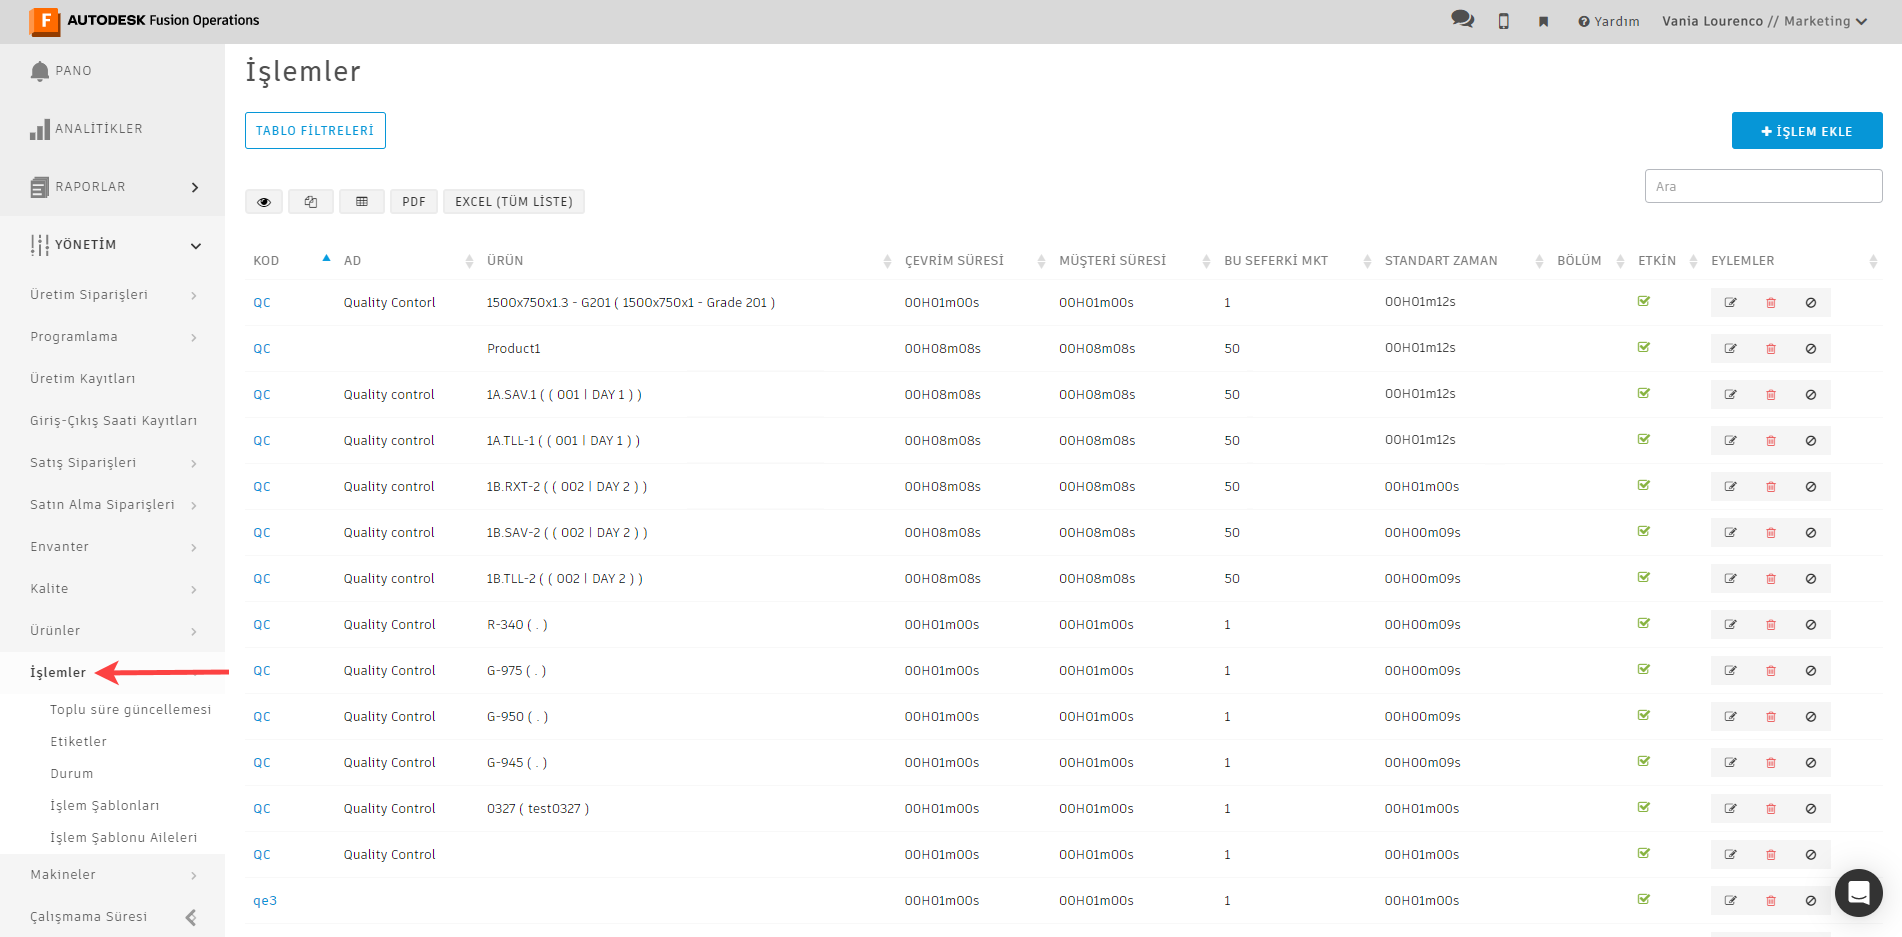 AUTODESK Fusion Operations
Yardım
Vania Lourenco // Marketing
PANO
ANALİTİKLER
RAPORLAR
YÖNETİM
Üretim Siparişleri
Programlama
Üretim Kayıtları
Giriş-Çıkış Saati Kayıtları
Satış Siparişleri
Satın Alma Siparişleri
Envanter
Kalite
Ürünler
İşlemler
Toplu süre güncellemesi
Etiketler
Durum
İşlem Şablonları
İşlem Şablonu Aileleri
Makineler
Çalışmama Süresi
İşlemler
TABLO FİLTRELERİ
İŞLEM EKLE
Ara
PDF EXCEL (TÜM LİSTE)
KOD AD ÜRÜN ÇEVRİM SÜRESİ MÜŞTERİ SÜRESİ BU SEFERKİ MKT STANDART ZAMAN BÖLÜM ETKİN EYLEMLER
QC Quality Contorl 1500x750x1.3 - G201 ( 1500x750x1 - Grade 201 ) 00H01m00s 00H01m00s 1 00H01m12s
QC Product1 00H08m08s 00H08m08s 50 00H01m12s
QC Quality control 1A.SAV.1 ( ( 001 | DAY 1 ) ) 00H08m08s 00H08m08s 50 00H01m12s
QC Quality control 1A.TLL-1 ( ( 001 | DAY 1 ) ) 00H08m08s 00H08m08s 50 00H01m12s
QC Quality control 1B.RXT-2 ( ( 002 | DAY 2 ) ) 00H08m08s 00H08m08s 50 00H01m00s
QC Quality control 1B.SAV-2 ( ( 002 | DAY 2 ) ) 00H08m08s 00H08m08s 50 00H00m09s
QC Quality control 1B.TLL-2 ( ( 002 | DAY 2 ) ) 00H08m08s 00H08m08s 50 00H00m09s
QC Quality Control R-340 ( . ) 00H01m00s 00H01m00s 1 00H00m09s
QC Quality Control G-975 ( . ) 00H01m00s 00H01m00s 1 00H00m09s
QC Quality Control G-950 ( . ) 00H01m00s 00H01m00s 1 00H00m09s
QC Quality Control G-945 ( . ) 00H01m00s 00H01m00s 1 00H00m09s
QC Quality Control 0327 ( test0327 ) 00H01m00s 00H01m00s 1 00H01m00s
QC Quality Control 00H01m00s 00H01m00s 1 00H01m00s
qe3 00H01m00s 00H01m00s 1 00H01m00s